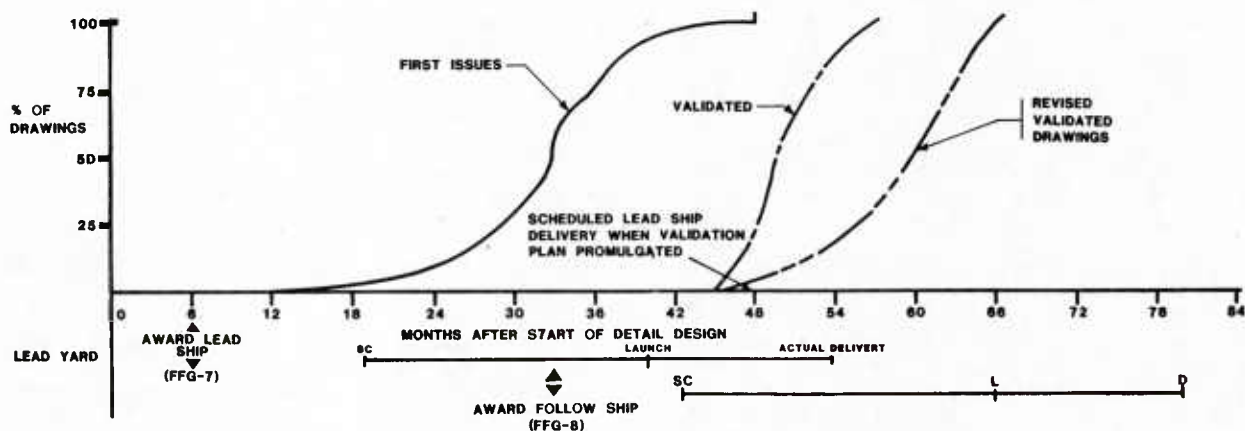 100
FIRST ISSUES
75
% OF
DRAWINGS
VALIDATED
REVISED
VALIDATED
DRAWINGS
50
25
SCHEDULED LEAD SHIP
DELIVERY WHEN VALIDATION
PLAN PROMULGATED
0 6 12 18 24 30 36 42 48 54 60 66 72 78 84
MONTHS AFTER START OF DETAIL DESIGN
LEAD YARD
AWARD LEAD
SHIP
(FFG-7)
SC LAUNCH ACTUAL DELIVERT
SC L D
AWARD FOLLOW SHIP
(FFG-8)